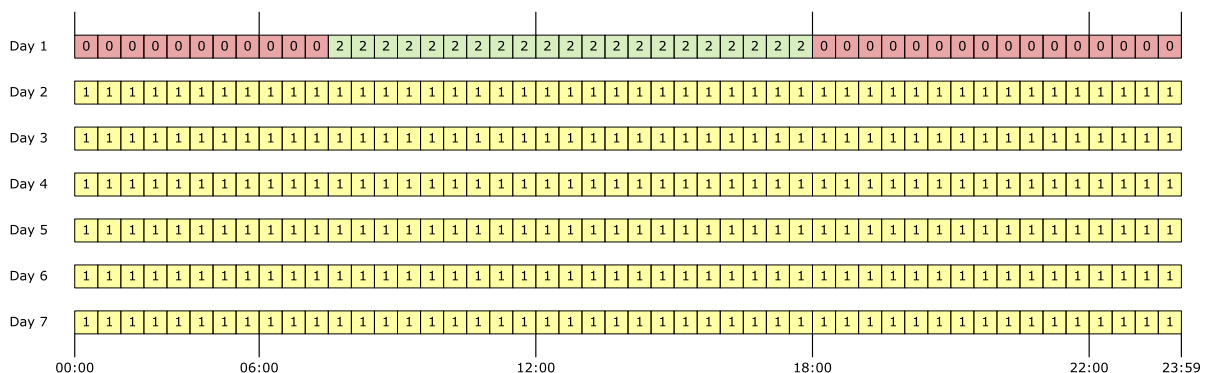 Day 1 0 0 0 0 0 0 0 0 0 0 0 2 2 2 2 2 2 2 2 2 2 2 2 2 2 2 2 2 2 2 2 2 0 0 0 0 0 0 0 0 0 0 0 0 0 0 0 0
Day 2 1 1 1 1 1 1 1 1 1 1 1 1 1 1 1 1 1 1 1 1 1 1 1 1 1 1 1 1 1 1 1 1 1 1 1 1 1 1 1 1 1 1 1 1 1 1 1 1
Day 3 1 1 1 1 1 1 1 1 1 1 1 1 1 1 1 1 1 1 1 1 1 1 1 1 1 1 1 1 1 1 1 1 1 1 1 1 1 1 1 1 1 1 1 1 1 1 1 1
Day 4 1 1 1 1 1 1 1 1 1 1 1 1 1 1 1 1 1 1 1 1 1 1 1 1 1 1 1 1 1 1 1 1 1 1 1 1 1 1 1 1 1 1 1 1 1 1 1 1
Day 5 1 1 1 1 1 1 1 1 1 1 1 1 1 1 1 1 1 1 1 1 1 1 1 1 1 1 1 1 1 1 1 1 1 1 1 1 1 1 1 1 1 1 1 1 1 1 1 1
Day 6 1 1 1 1 1 1 1 1 1 1 1 1 1 1 1 1 1 1 1 1 1 1 1 1 1 1 1 1 1 1 1 1 1 1 1 1 1 1 1 1 1 1 1 1 1 1 1 1
Day 7 1 1 1 1 1 1 1 1 1 1 1 1 1 1 1 1 1 1 1 1 1 1 1 1 1 1 1 1 1 1 1 1 1 1 1 1 1 1 1 1 1 1 1 1 1 1 1 1
00:00 06:00 12:00 18:00 22:00 23:59